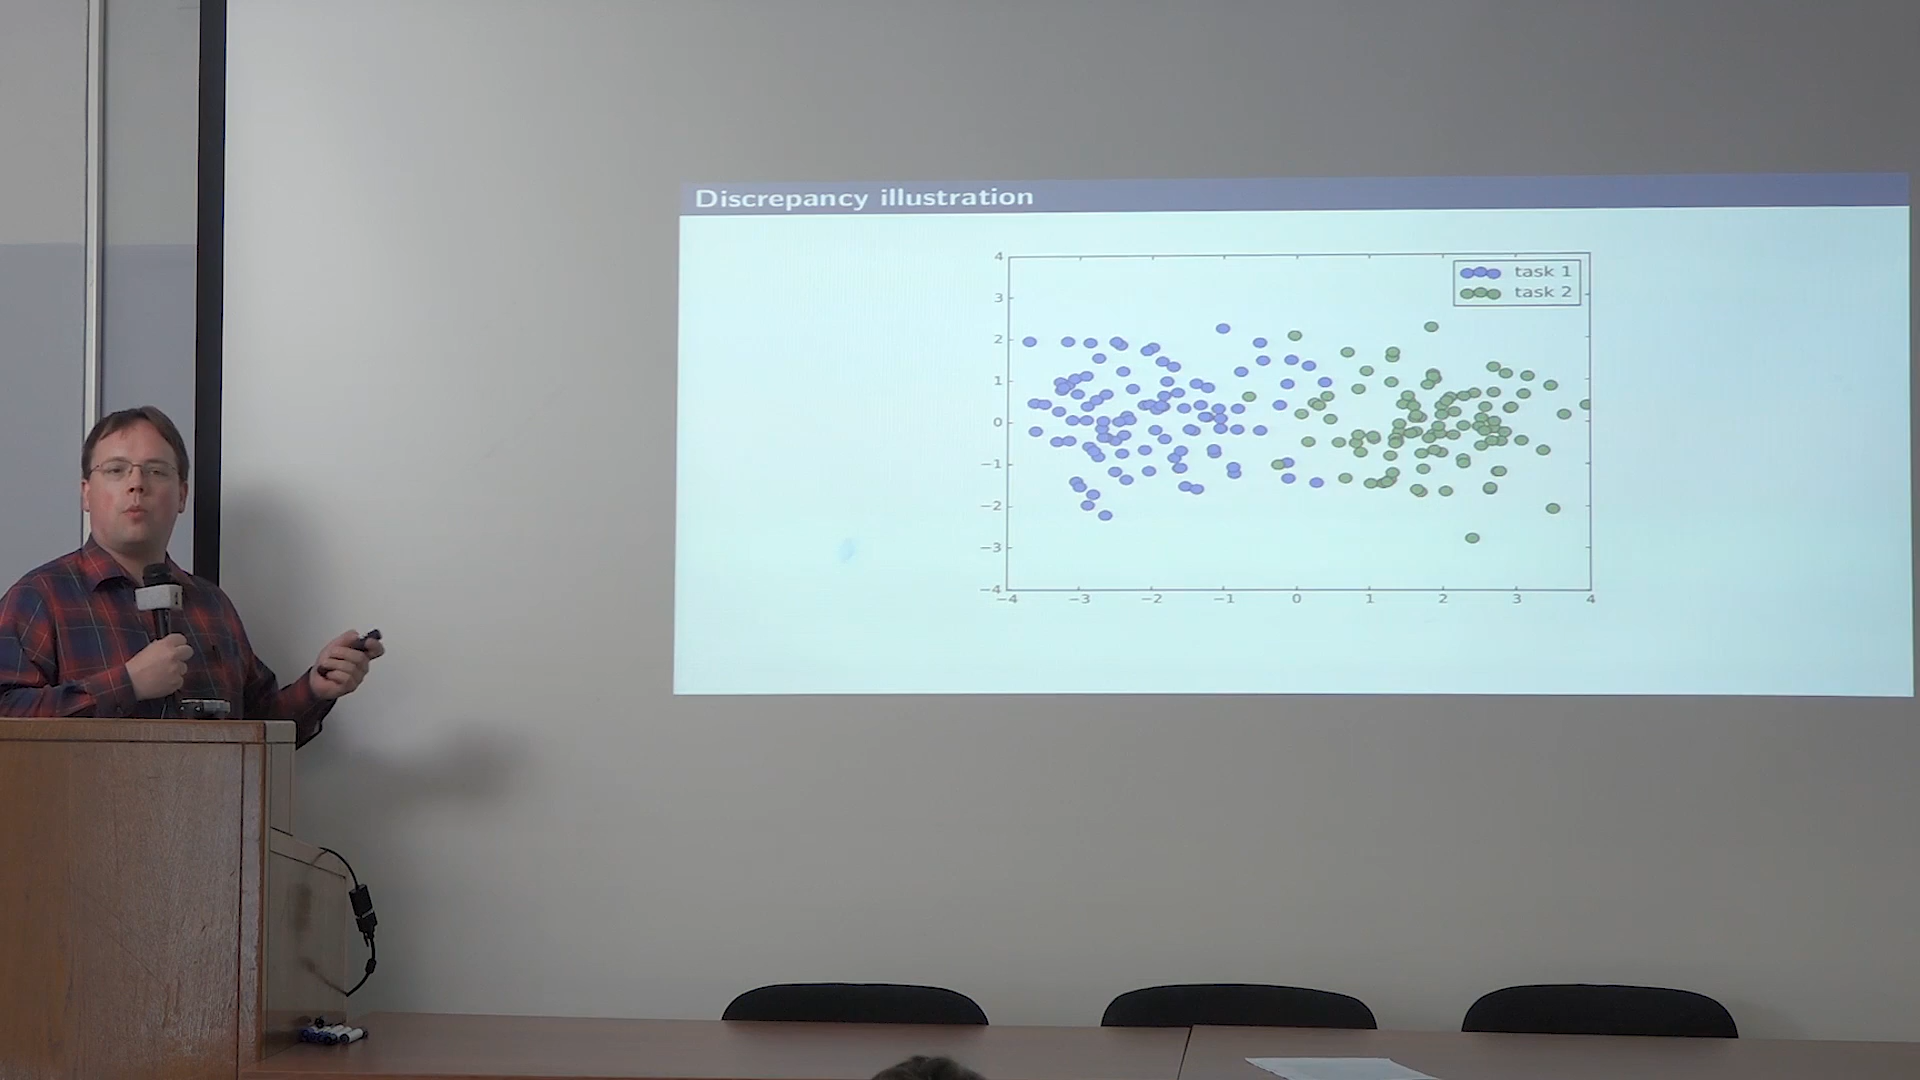 Discrepancy illustration
4
3
2
1
0
−1
−2
−3
−4
−4 −3 −2 −1 0 1 2 3 4
task 1
task 2